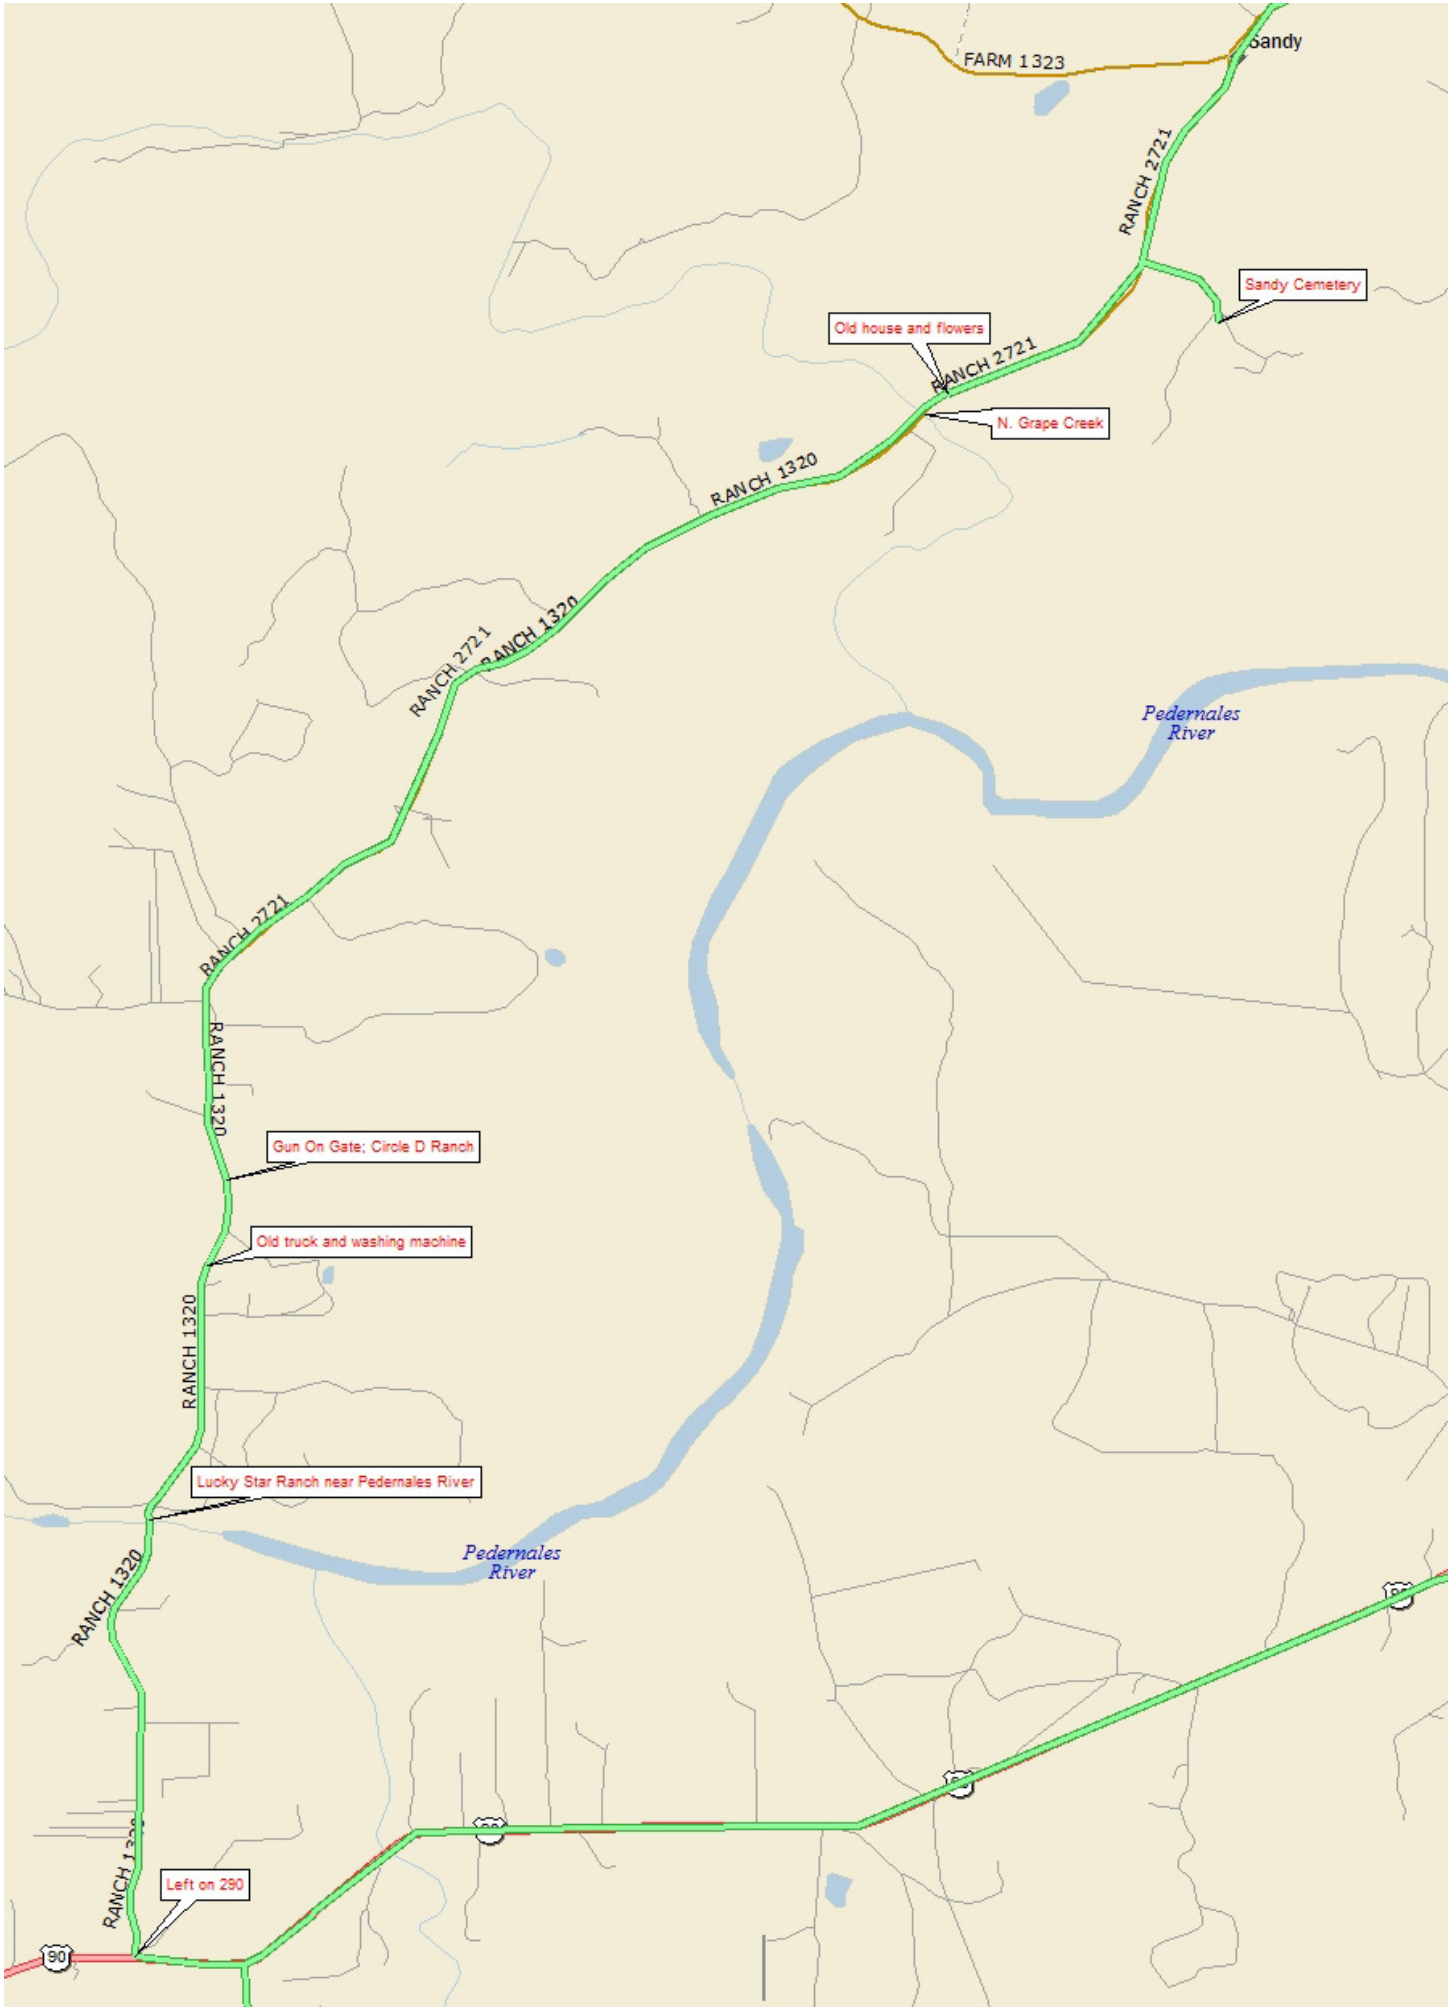 Sandy
FARM 1323
RANCH 2721
Sandy Cemetery
Old house and flowers
RANCH 2721
N. Grape Creek
RANCH 1320
RANCH 1320
RANCH 2721
Pedernales
River
RANCH 2721
RANCH 1320
Gun On Gate; Circle D Ranch
Old truck and washing machine
RANCH 1320
Lucky Star Ranch near Pedernales River
Pedernales
River
RANCH 1320
RANCH 1320
Left on 290
90